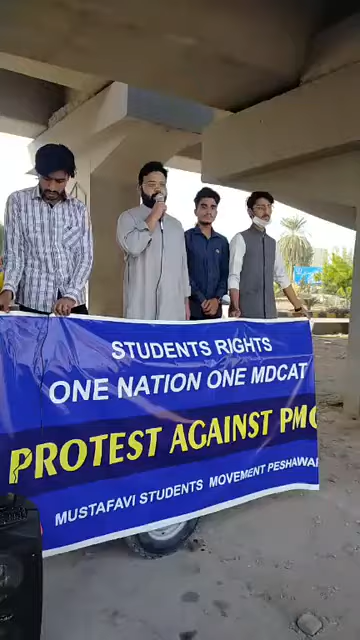 STUDENTS RIGHTS
ONE NATION ONE MDCAT
PROTEST AGAINST PMC
MUSTAFAVI STUDENTS MOVEMENT PESHAWAR